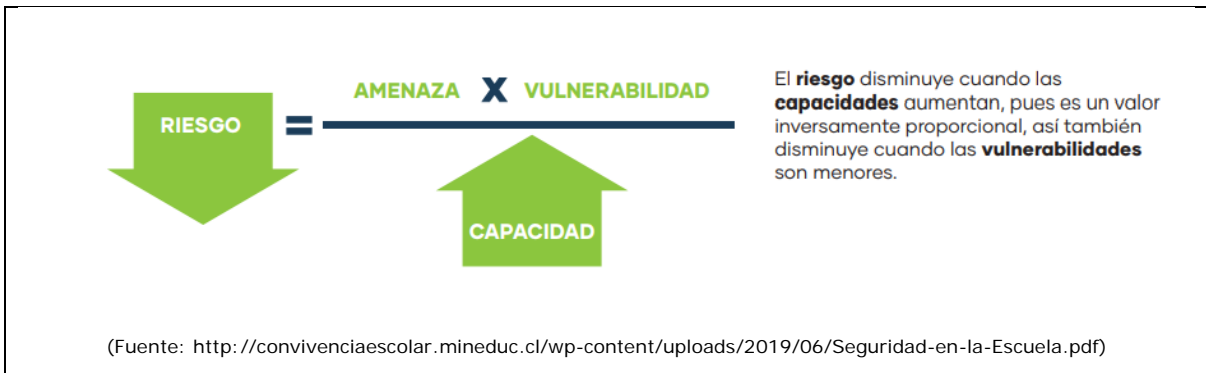 AMENAZA X VULNERABILIDAD
RIESGO =
CAPACIDAD
El riesgo disminuye cuando las
capacidades aumentan, pues es un valor
inversamente proporcional, así también
disminuye cuando las vulnerabilidades
son menores.
(Fuente: http://convivenciaescolar.mineduc.cl/wp-content/uploads/2019/06/Seguridad-en-la-Escuela.pdf)